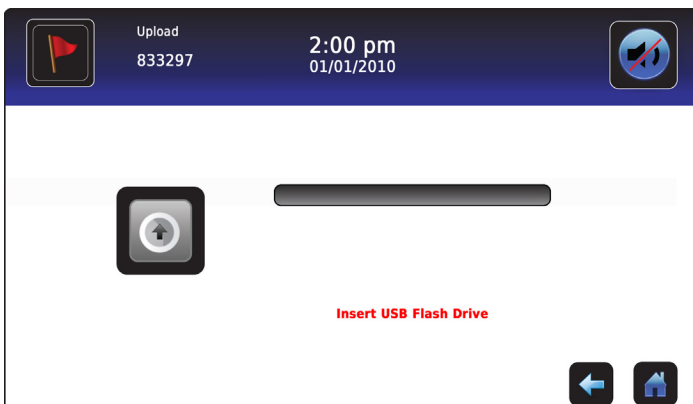 Upload
833297
2:00 pm
01/01/2010
Insert USB Flash Drive